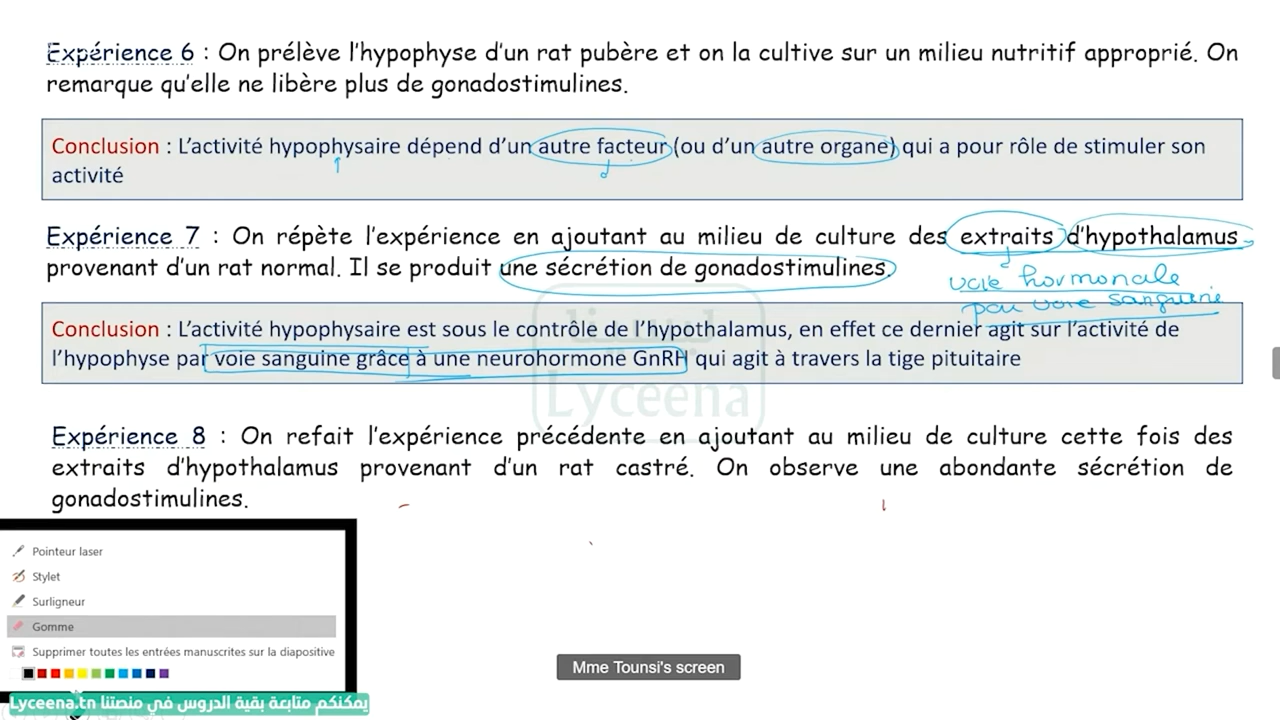 Expérience 6 : On prélève l'hypophyse d'un rat pubère et on la cultive sur un milieu nutritif approprié. On
remarque qu'elle ne libère plus de gonadostimulines.
Conclusion : L'activité hypophysaire dépend d'un autre facteur (ou d'un autre organe) qui a pour rôle de stimuler son
activité
Expérience 7 : On répète l'expérience en ajoutant au milieu de culture des extraits d'hypothalamus
provenant d'un rat normal. Il se produit une sécrétion de gonadostimulines.
voie hormonale
par voie sanguine
Conclusion : L'activité hypophysaire est sous le contrôle de l'hypothalamus, en effet ce dernier agit sur l'activité de
l'hypophyse par voie sanguine grâce à une neurohormone GnRH qui agit à travers la tige pituitaire
ليسينا
Lyceena
Expérience 8 : On refait l'expérience précédente en ajoutant au milieu de culture cette fois des
extraits d'hypothalamus provenant d'un rat castré. On observe une abondante sécrétion de
gonadostimulines.
Pointeur laser
Stylet
Surligneur
Gomme
Supprimer toutes les entrées manuscrites sur la diapositive
Mme Tounsi's screen
يمكنكم متابعة بقية الدروس في منصتنا Lyceena.tn